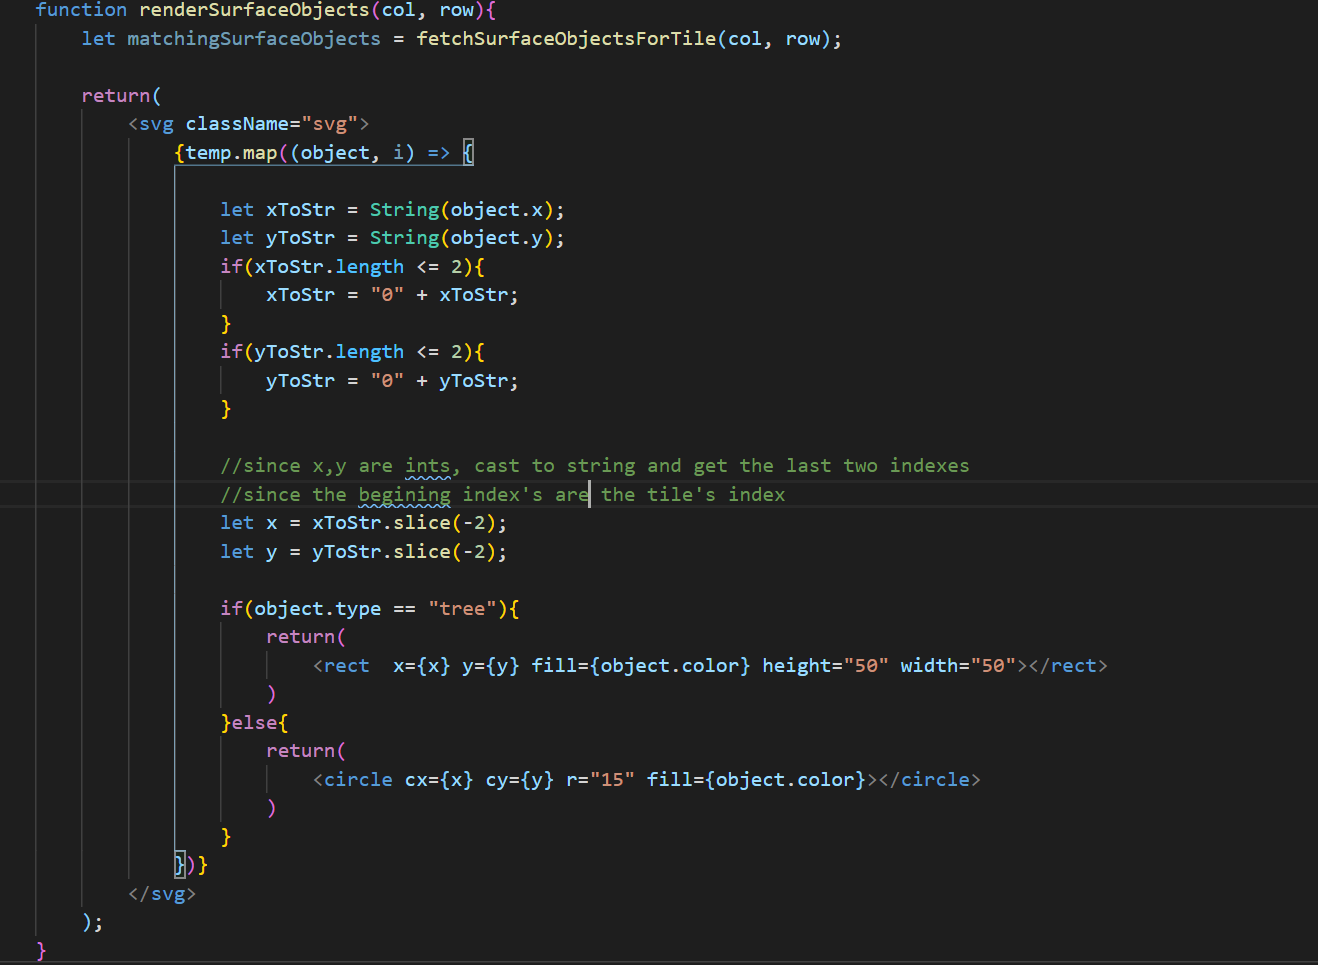 function renderSurfaceObjects(col, row){
let matchingSurfaceObjects = fetchSurfaceObjectsForTile(col, row);
return(
<svg className="svg">
{temp.map((object, i) => {
let xToStr = String(object.x);
let yToStr = String(object.y);
if(xToStr.length <= 2){
xToStr = "0" + xToStr;
}
if(yToStr.length <= 2){
yToStr = "0" + yToStr;
}
//since x,y are ints, cast to string and get the last two indexes
//since the begining index's are the tile's index
let x = xToStr.slice(-2);
let y = yToStr.slice(-2);
if(object.type == "tree"){
return(
<rect  x={x} y={y} fill={object.color} height="50" width="50"></rect>
)
}else{
return(
<circle cx={x} cy={y} r="15" fill={object.color}></circle>
)
}
})}
</svg>
);
}